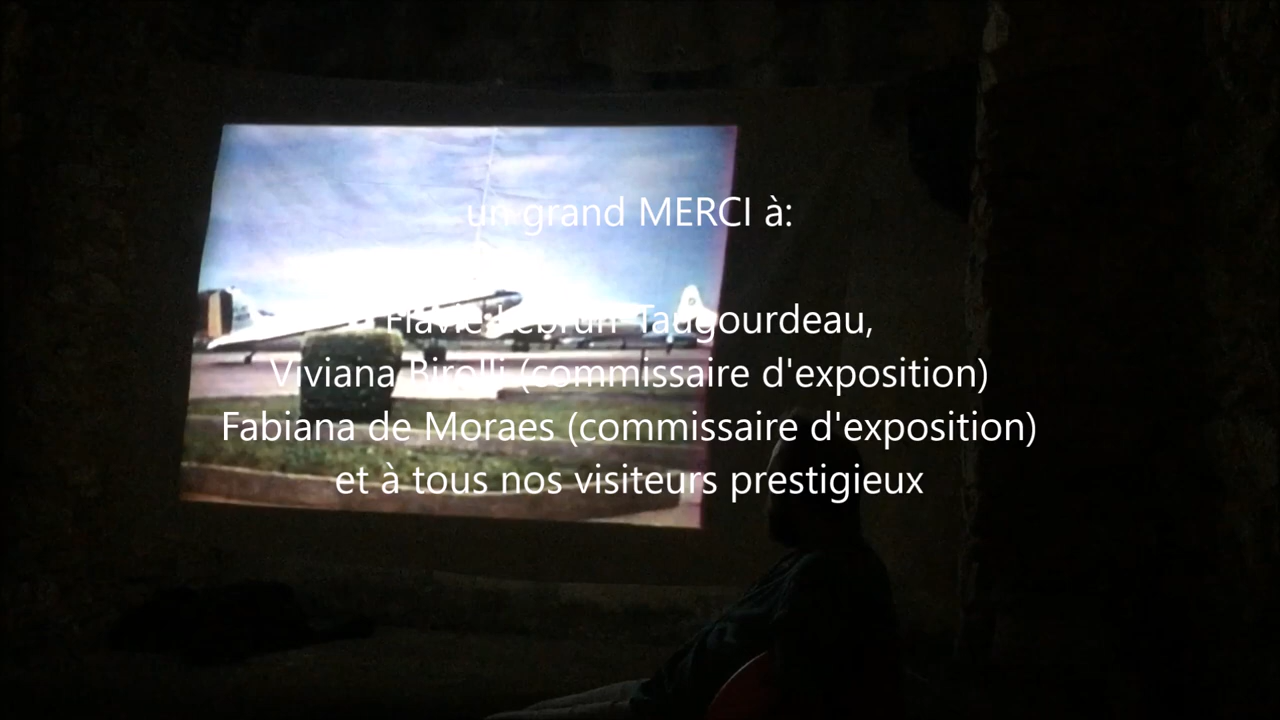 un grand MERCI à:
Flavie Lebrun-Taugourdeau,
Viviana Birolli (commissaire d'exposition)
Fabiana de Moraes (commissaire d'exposition)
et à tous nos visiteurs prestigieux